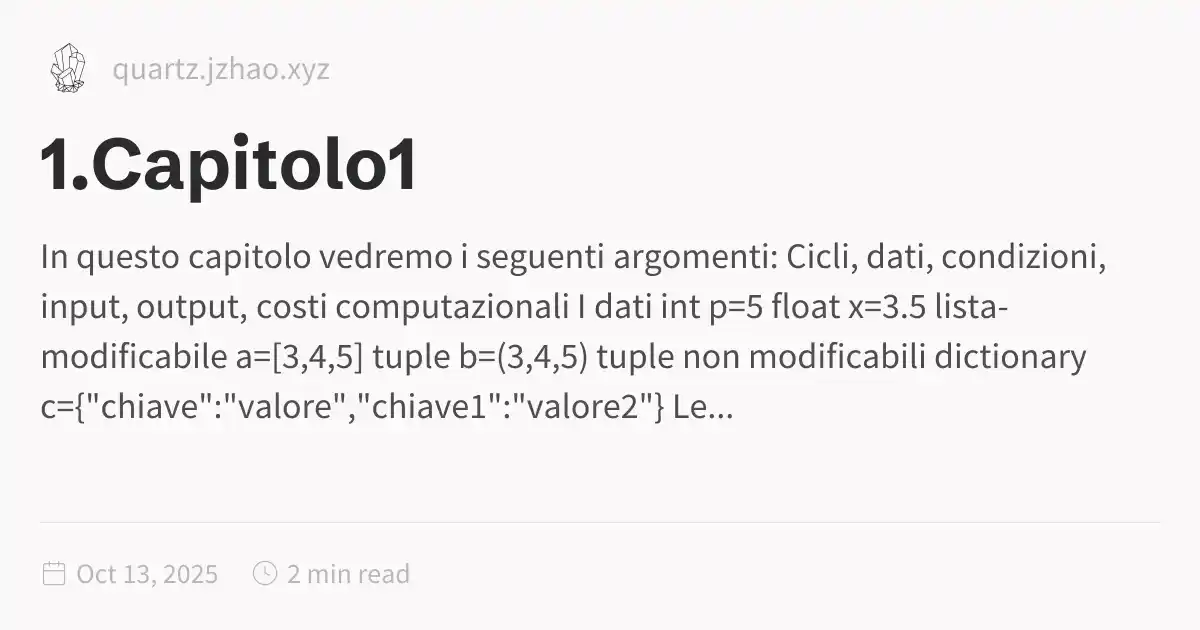 quartz.jzhao.xyz
1.Capitolo1
In questo capitolo vedremo i seguenti argomenti: Cicli, dati, condizioni,
input, output, costi computazionali I dati int p=5 float x=3.5 lista-
modificabile a=[3,4,5] tuple b=(3,4,5) tuple non modificabili dictionary
c={"chiave":"valore","chiave1":"valore2"} Le...
Oct 13, 2025 2 min read